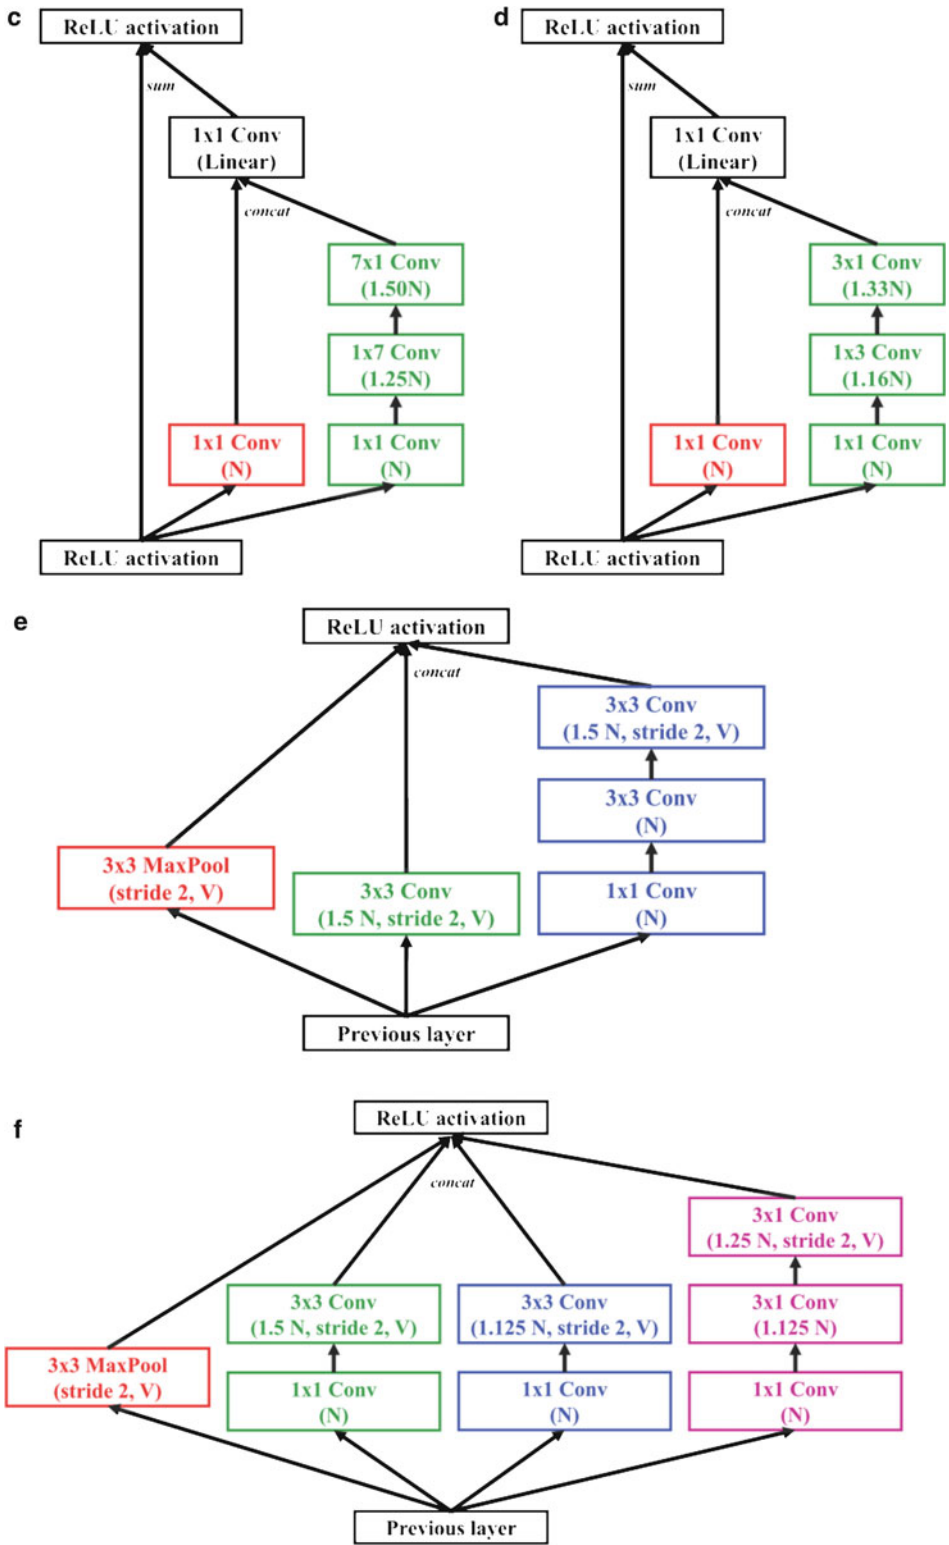 c
ReLU activation
sum
1x1 Conv
(Linear)
concat
7x1 Conv
(1.50N)
1x7 Conv
(1.25N)
1x1 Conv
(N)
1x1 Conv
(N)
ReLU activation
d
ReLU activation
sum
1x1 Conv
(Linear)
concat
3x1 Conv
(1.33N)
1x3 Conv
(1.16N)
1x1 Conv
(N)
1x1 Conv
(N)
ReLU activation
e
ReLU activation
concat
3x3 Conv
(1.5 N, stride 2, V)
3x3 Conv
(N)
3x3 MaxPool
(stride 2, V)
3x3 Conv
(1.5 N, stride 2, V)
1x1 Conv
(N)
Previous layer
f
ReLU activation
concat
3x1 Conv
(1.25 N, stride 2, V)
3x3 Conv
(1.5 N, stride 2, V)
3x3 Conv
(1.125 N, stride 2, V)
3x1 Conv
(1.125 N)
3x3 MaxPool
(stride 2, V)
1x1 Conv
(N)
1x1 Conv
(N)
1x1 Conv
(N)
Previous layer